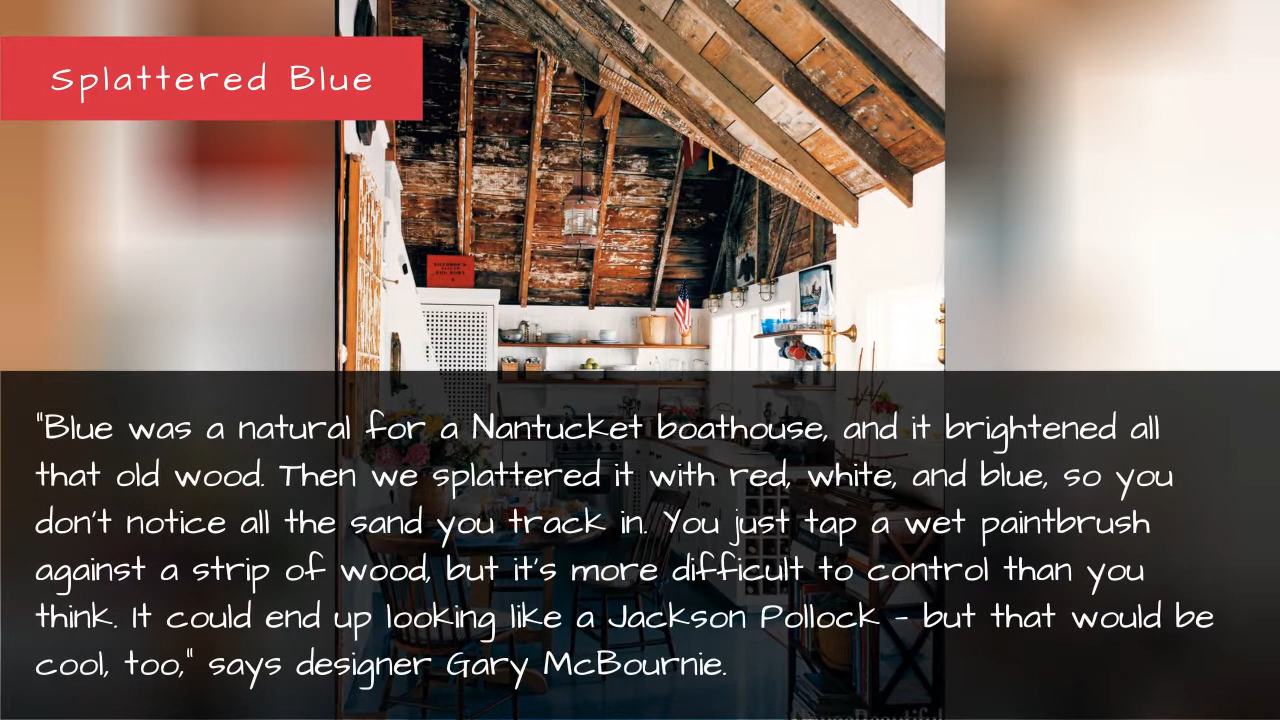 Splattered Blue
"Blue was a natural for a Nantucket boathouse, and it brightened all
that old wood. Then we splattered it with red, white, and blue, so you
don't notice all the sand you track in. You just tap a wet paintbrush
against a strip of wood, but it's more difficult to control than you
think. It could end up looking like a Jackson Pollock - but that would be
cool, too," says designer Gary McBournie.